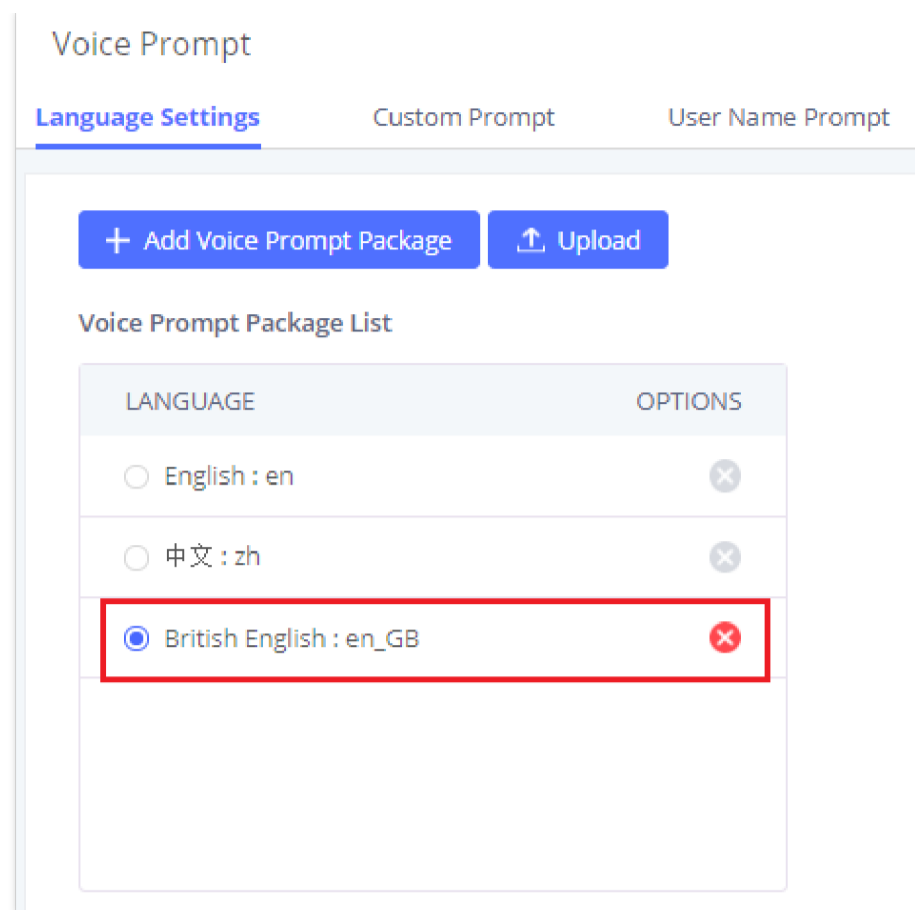 Voice Prompt
Language Settings Custom Prompt User Name Prompt
Add Voice Prompt Package Upload
Voice Prompt Package List
LANGUAGE OPTIONS
English : en
中文 : zh
British English : en_GB